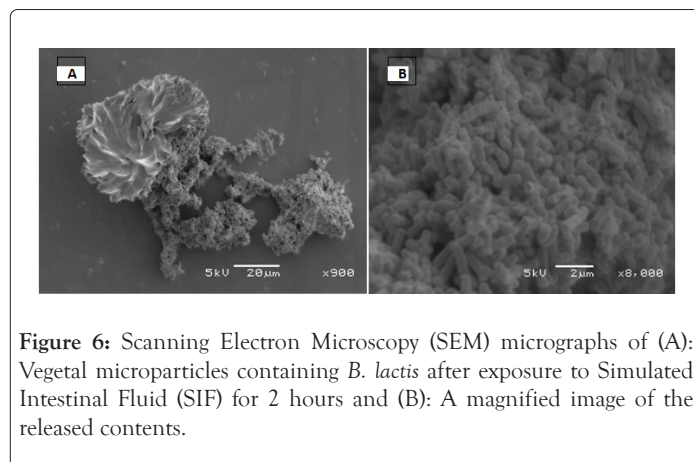 A
B
5kV 20μm x900
5kV 2μm x8,000
Figure 6: Scanning Electron Microscopy (SEM) micrographs of (A):
Vegetal microparticles containing B. lactis after exposure to Simulated
Intestinal Fluid (SIF) for 2 hours and (B): A magnified image of the
released contents.